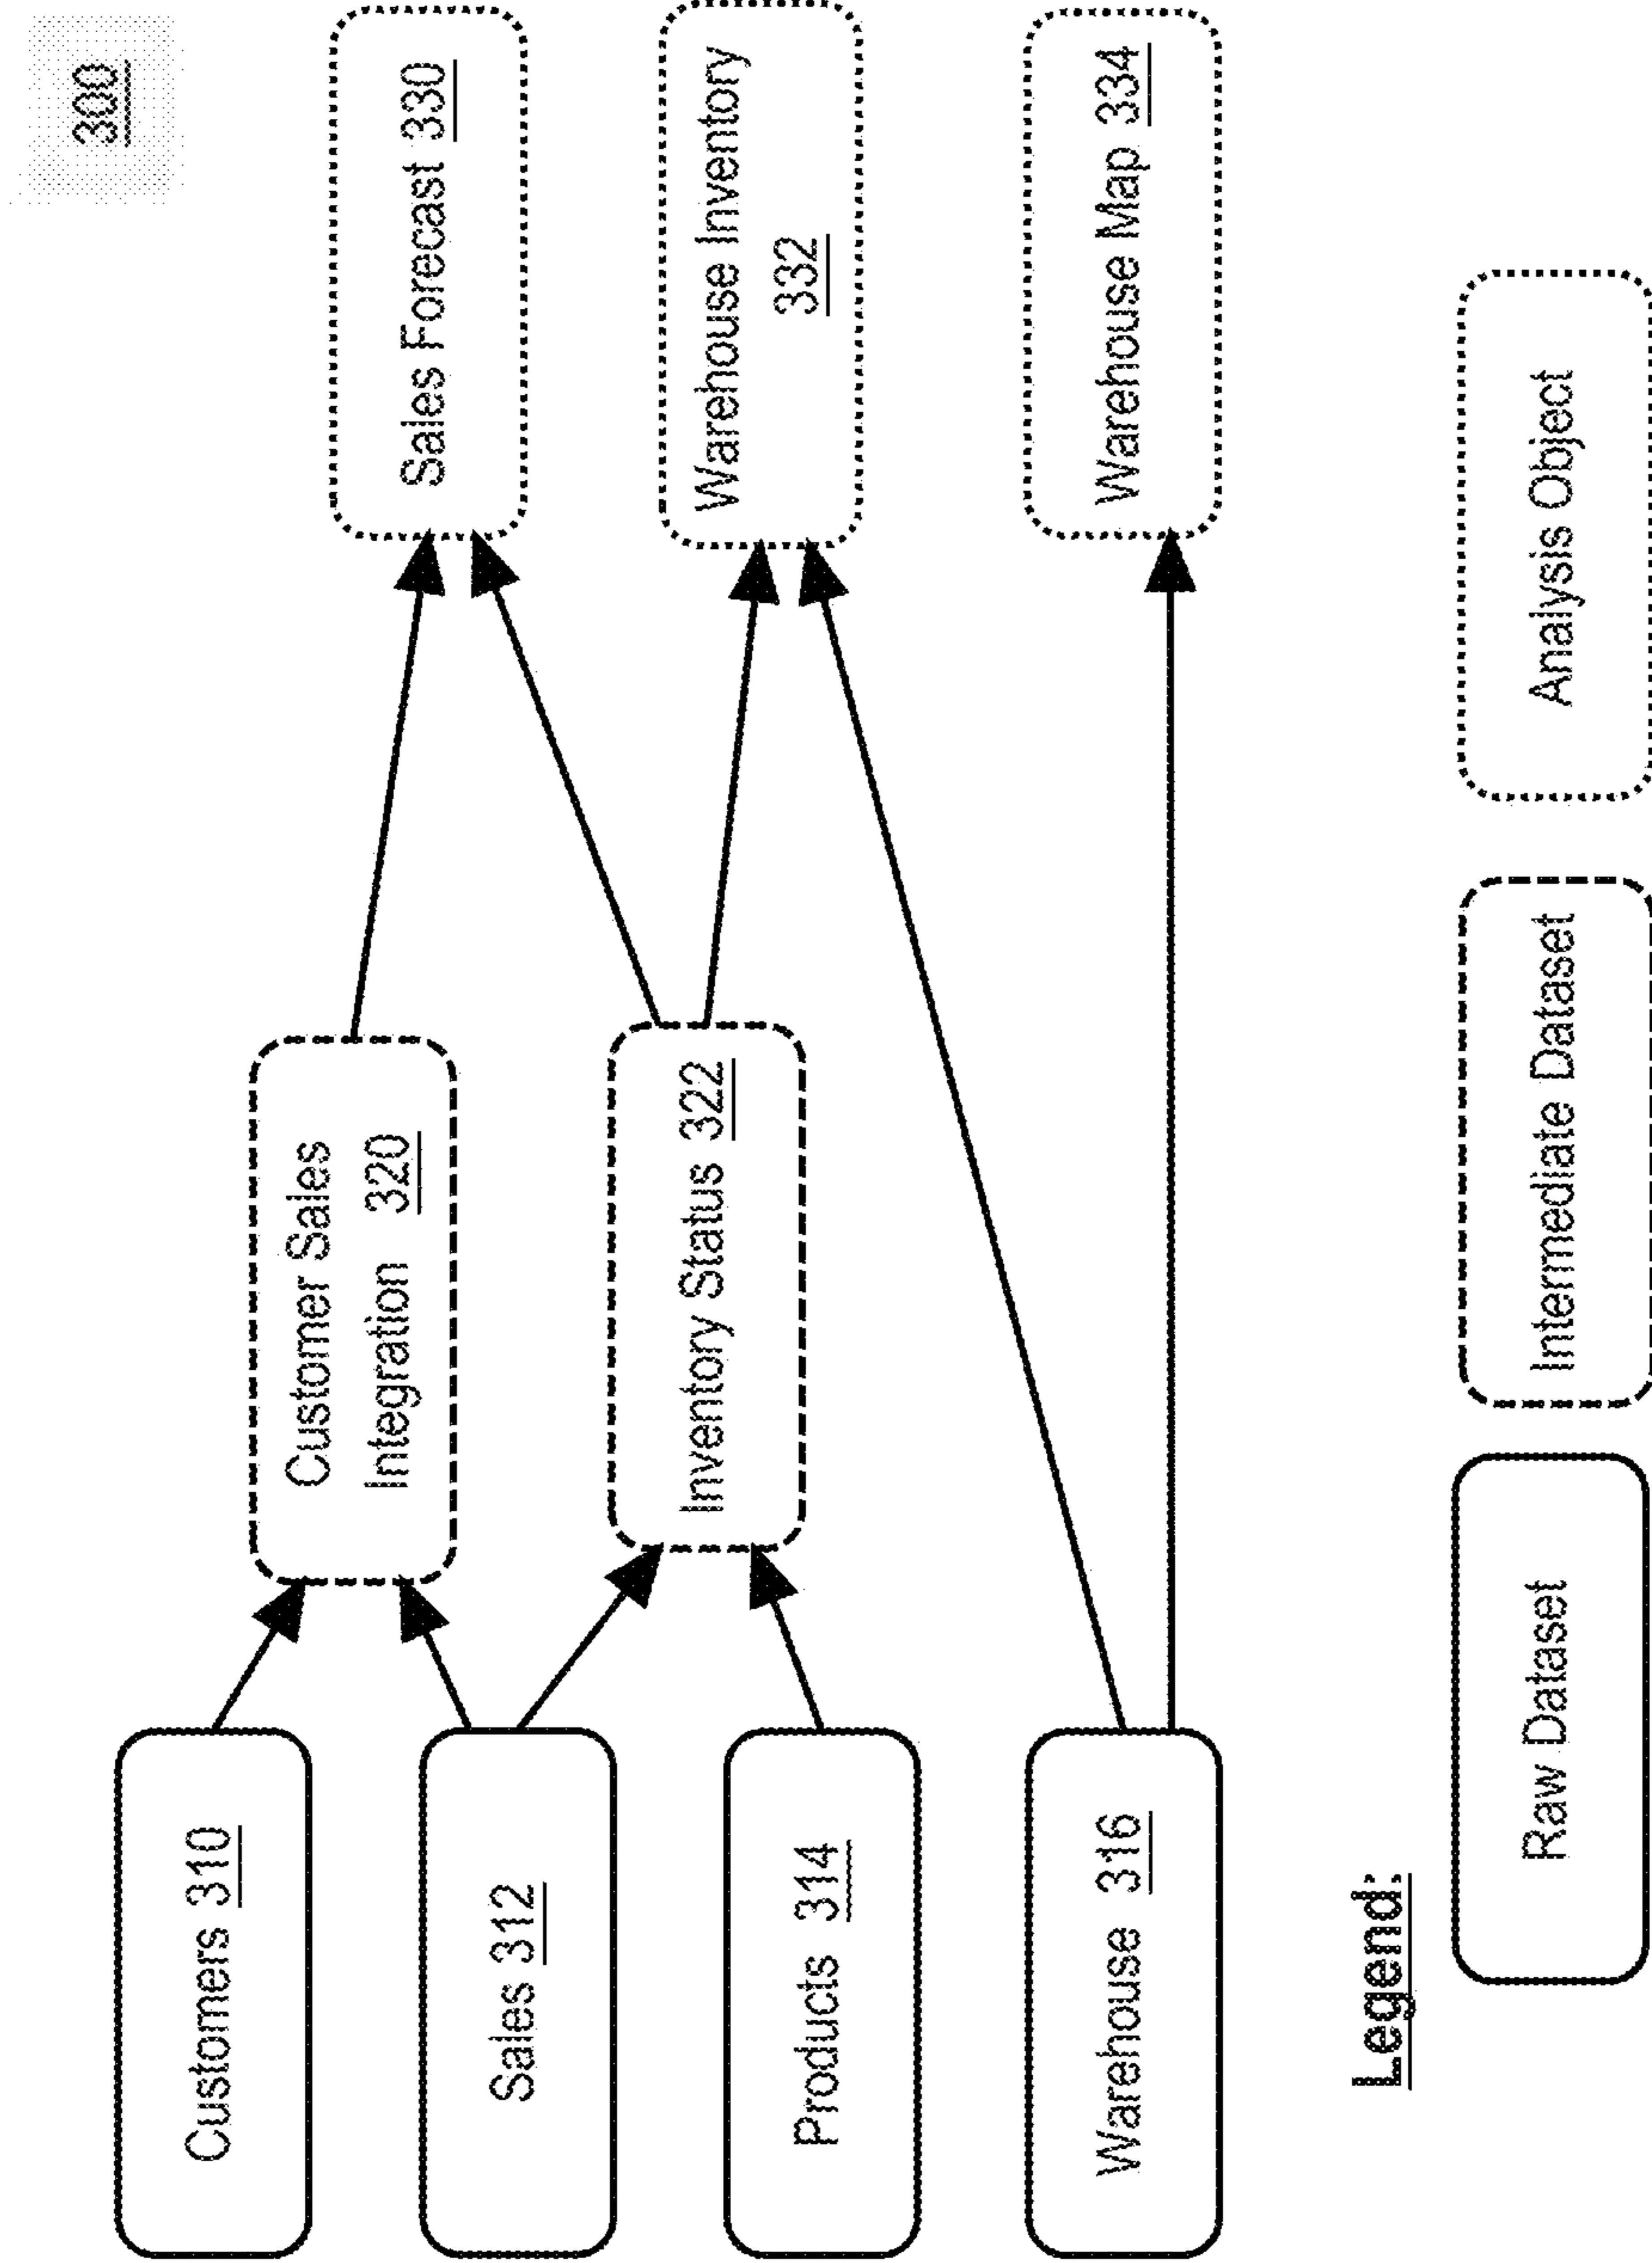 300
Customers 310
Sales 312
Products 314
Warehouse 316
Customer Sales
Integration 320
Inventory Status 322
Sales Forecast 330
Warehouse Inventory
332
Warehouse Map 334
Legend:
Raw Dataset
Intermediate Dataset
Analysis Object